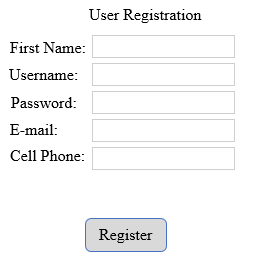 User Registration
First Name:
Username:
Password:
E-mail:
Cell Phone:
Register